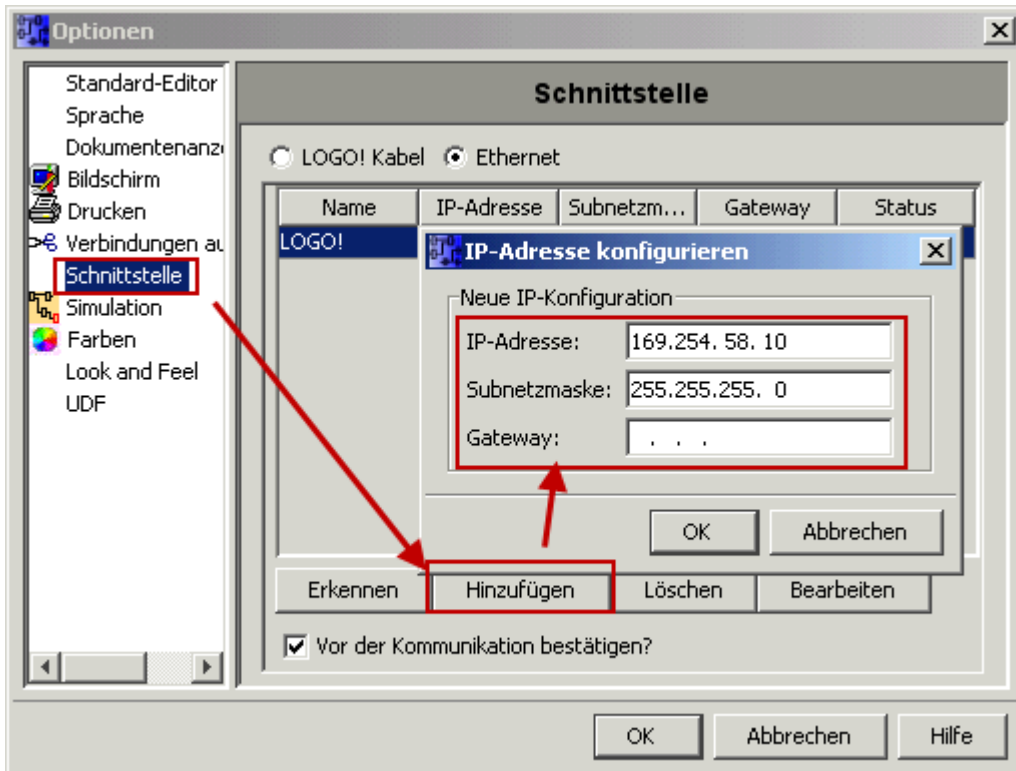 Optionen
Standard-Editor
Sprache
Dokumentenanz
Bildschirm
Drucken
Verbindungen au
Schnittstelle
Simulation
Farben
Look and Feel
UDF
Schnittstelle
LOGO! Kabel Ethernet
Name IP-Adresse Subnetzm... Gateway Status
LOGO!
IP-Adresse konfigurieren
Neue IP-Konfiguration
IP-Adresse: 169.254. 58. 10
Subnetzmaske: 255.255.255. 0
Gateway: . . .
OK Abbrechen
Erkennen Hinzufügen Löschen Bearbeiten
Vor der Kommunikation bestätigen?
OK Abbrechen Hilfe